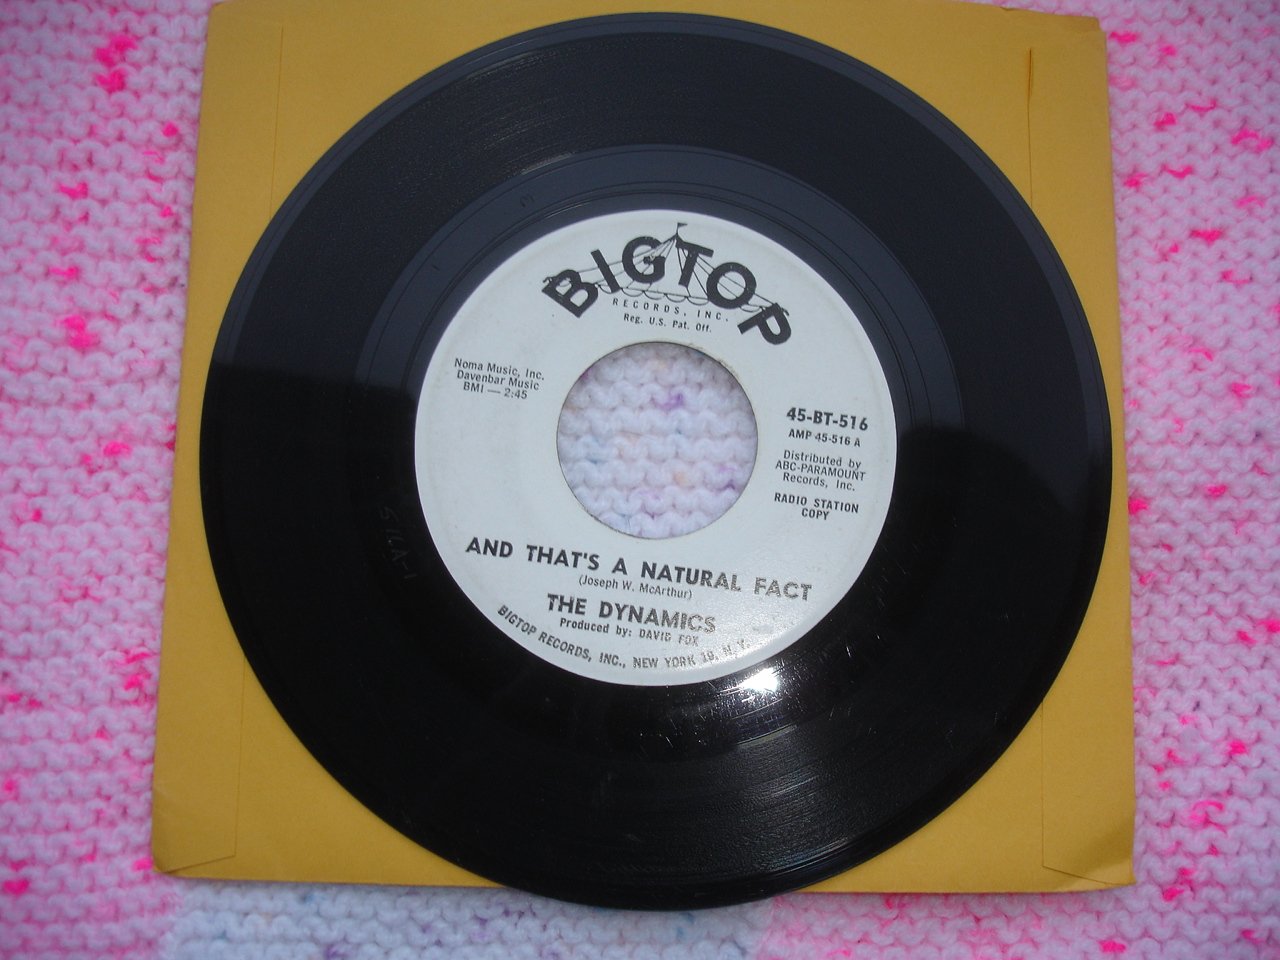 BIGTOP
RECORDS, INC.
Reg. U.S. Pat. Off.
Noma Music, Inc.
Davenbar Music
BMI — 2:45
45-BT-516
AMP 45-516 A
Distributed by
ABC-PARAMOUNT
Records, Inc.
RADIO STATION
COPY
AND THAT'S A NATURAL FACT
(Joseph W. McArthur)
THE DYNAMICS
Produced by: DAVID FOX
BIGTOP RECORDS, INC., NEW YORK 19, N. Y.